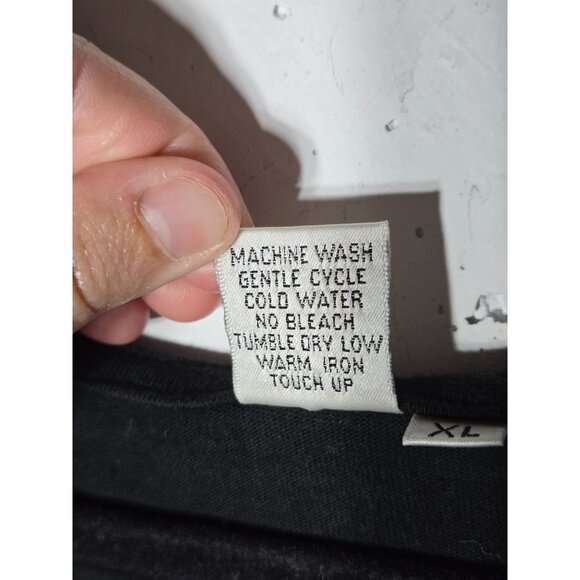 MACHINE WASH
GENTLE CYCLE
COLD WATER
NO BLEACH
TUMBLE DRY LOW
WARM IRON
TOUCH UP
XL